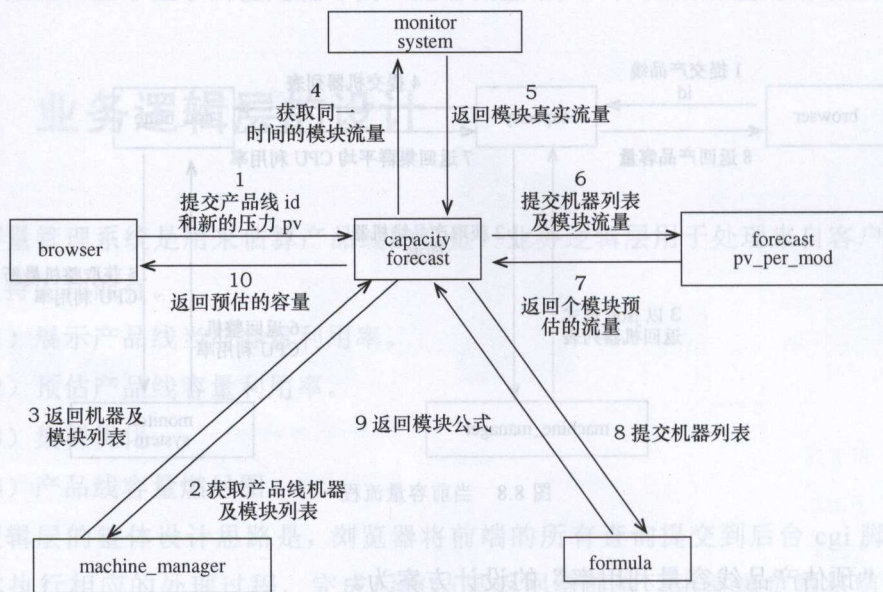 monitor
system
4
获取同一
时间的模块流量
5
返回模块真实流量
1
提交产品线 id
和新的压力 pv
6
提交机器列表
及模块流量
browser
capacity
forecast
forecast
pv_per_mod
10
返回预估的容量
7
返回个模块预
估的流量
3 返回机器及
模块列表
9 返回模块公式
8 提交机器列表
2 获取产品线机器
及模块列表
machine_manager
formula